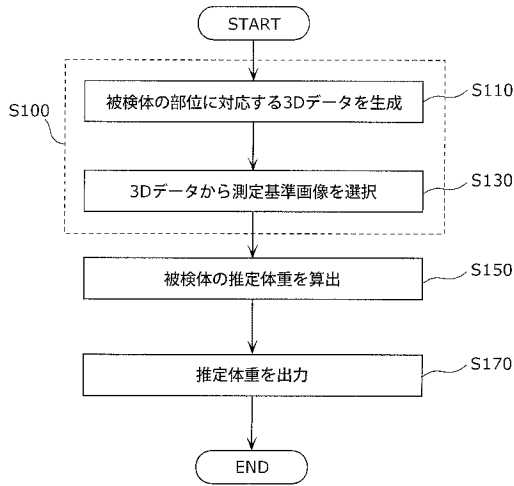 START
S100
被検体の部位に対応する3Dデータを生成
S110
3Dデータから測定基準画像を選択
S130
被検体の推定体重を算出
S150
推定体重を出力
S170
END